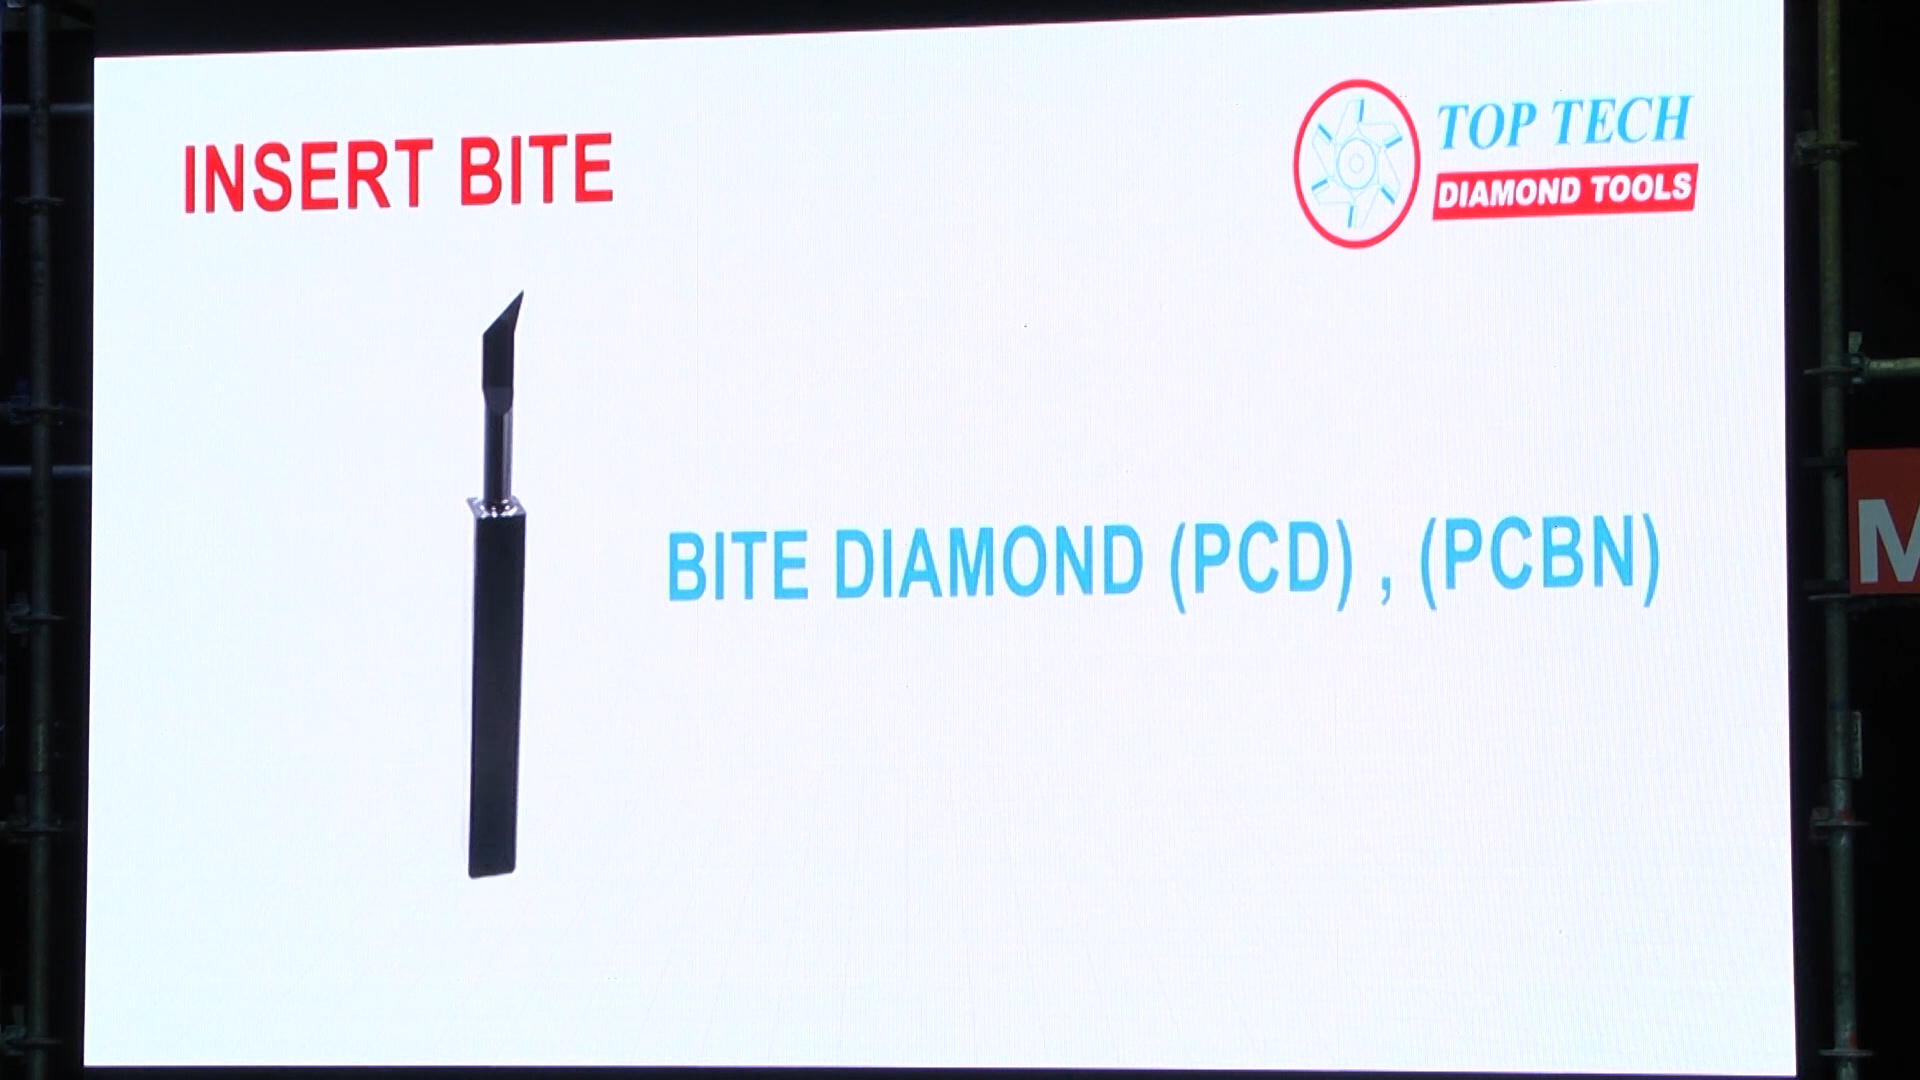 INSERT BITE
TOP TECH
DIAMOND TOOLS
BITE DIAMOND (PCD) , (PCBN)
M